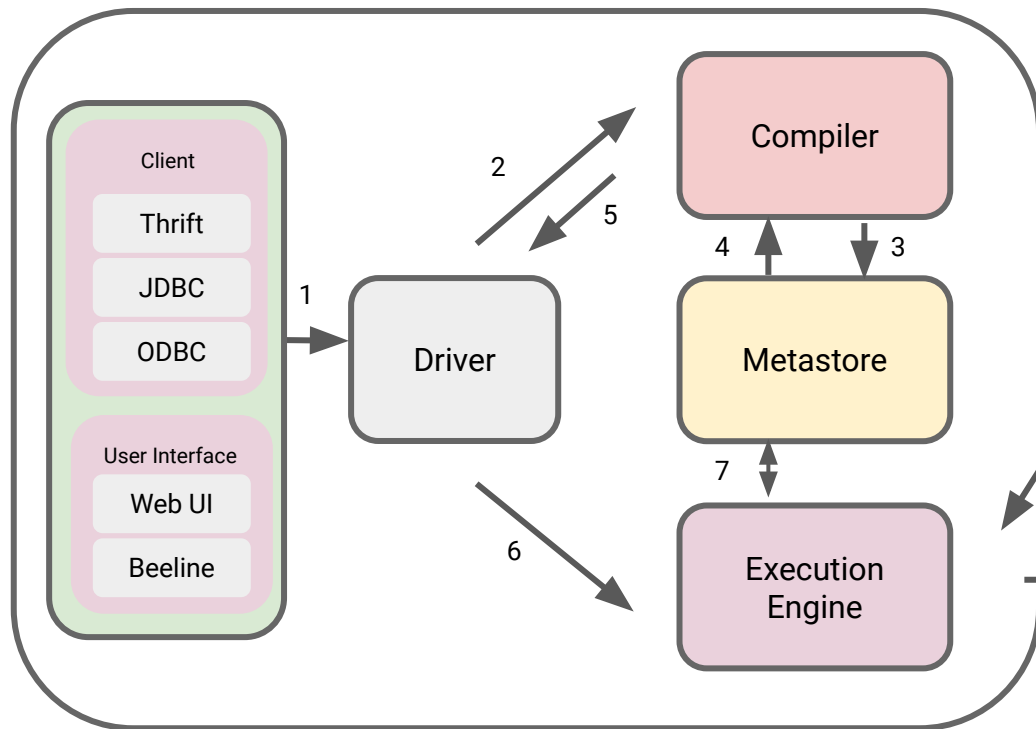 Client
Thrift
JDBC
ODBC
User Interface
Web UI
Beeline
1
Driver
2
5
6
Compiler
4
3
Metastore
7
Execution
Engine